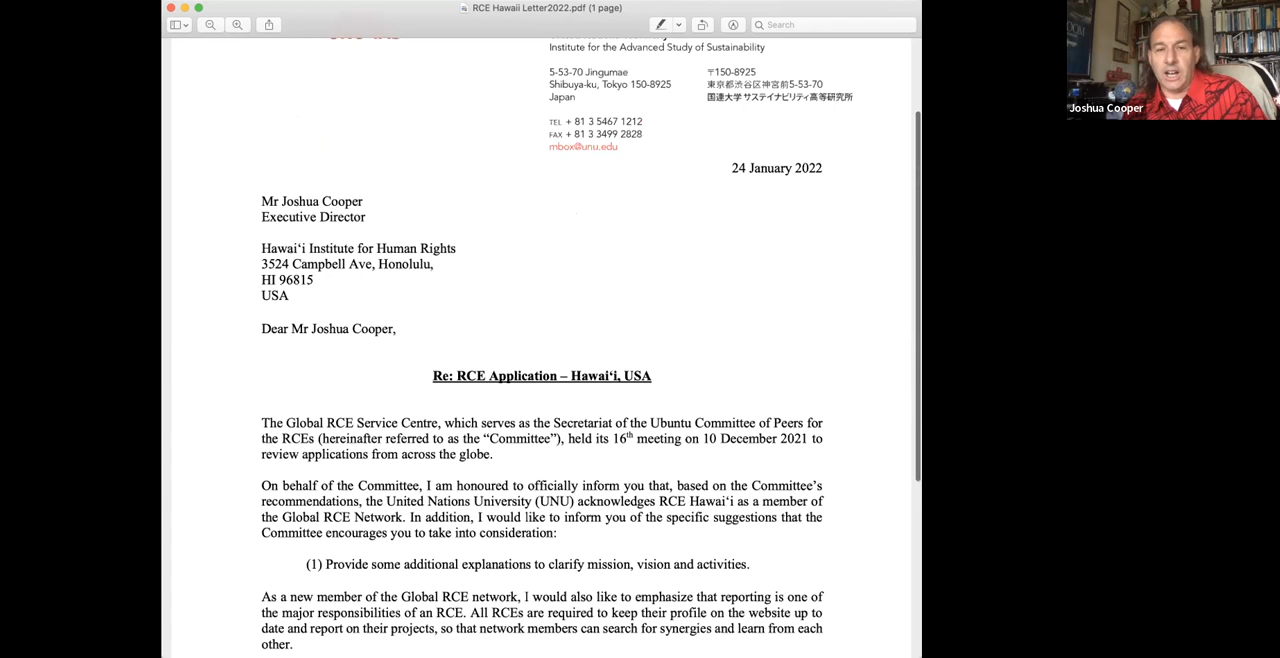 RCE Hawaii Letter2022.pdf (1 page)
Search
Joshua Cooper
Institute for the Advanced Study of Sustainability
5-53-70 Jingumae
Shibuya-ku, Tokyo 150-8925
Japan
〒150-8925
東京都渋谷区神宮前5-53-70
国連大学 サステイナビリティ高等研究所
TEL + 81 3 5467 1212
FAX + 81 3 3499 2828
mbox@unu.edu
24 January 2022
Mr Joshua Cooper
Executive Director
Hawai‘i Institute for Human Rights
3524 Campbell Ave, Honolulu,
HI 96815
USA
Dear Mr Joshua Cooper,
Re: RCE Application – Hawai‘i, USA
The Global RCE Service Centre, which serves as the Secretariat of the Ubuntu Committee of Peers for
the RCEs (hereinafter referred to as the “Committee”), held its 16th meeting on 10 December 2021 to
review applications from across the globe.
On behalf of the Committee, I am honoured to officially inform you that, based on the Committee’s
recommendations, the United Nations University (UNU) acknowledges RCE Hawai‘i as a member of
the Global RCE Network. In addition, I would like to inform you of the specific suggestions that the
Committee encourages you to take into consideration:
(1) Provide some additional explanations to clarify mission, vision and activities.
As a new member of the Global RCE network, I would also like to emphasize that reporting is one of
the major responsibilities of an RCE. All RCEs are required to keep their profile on the website up to
date and report on their projects, so that network members can search for synergies and learn from each
other.